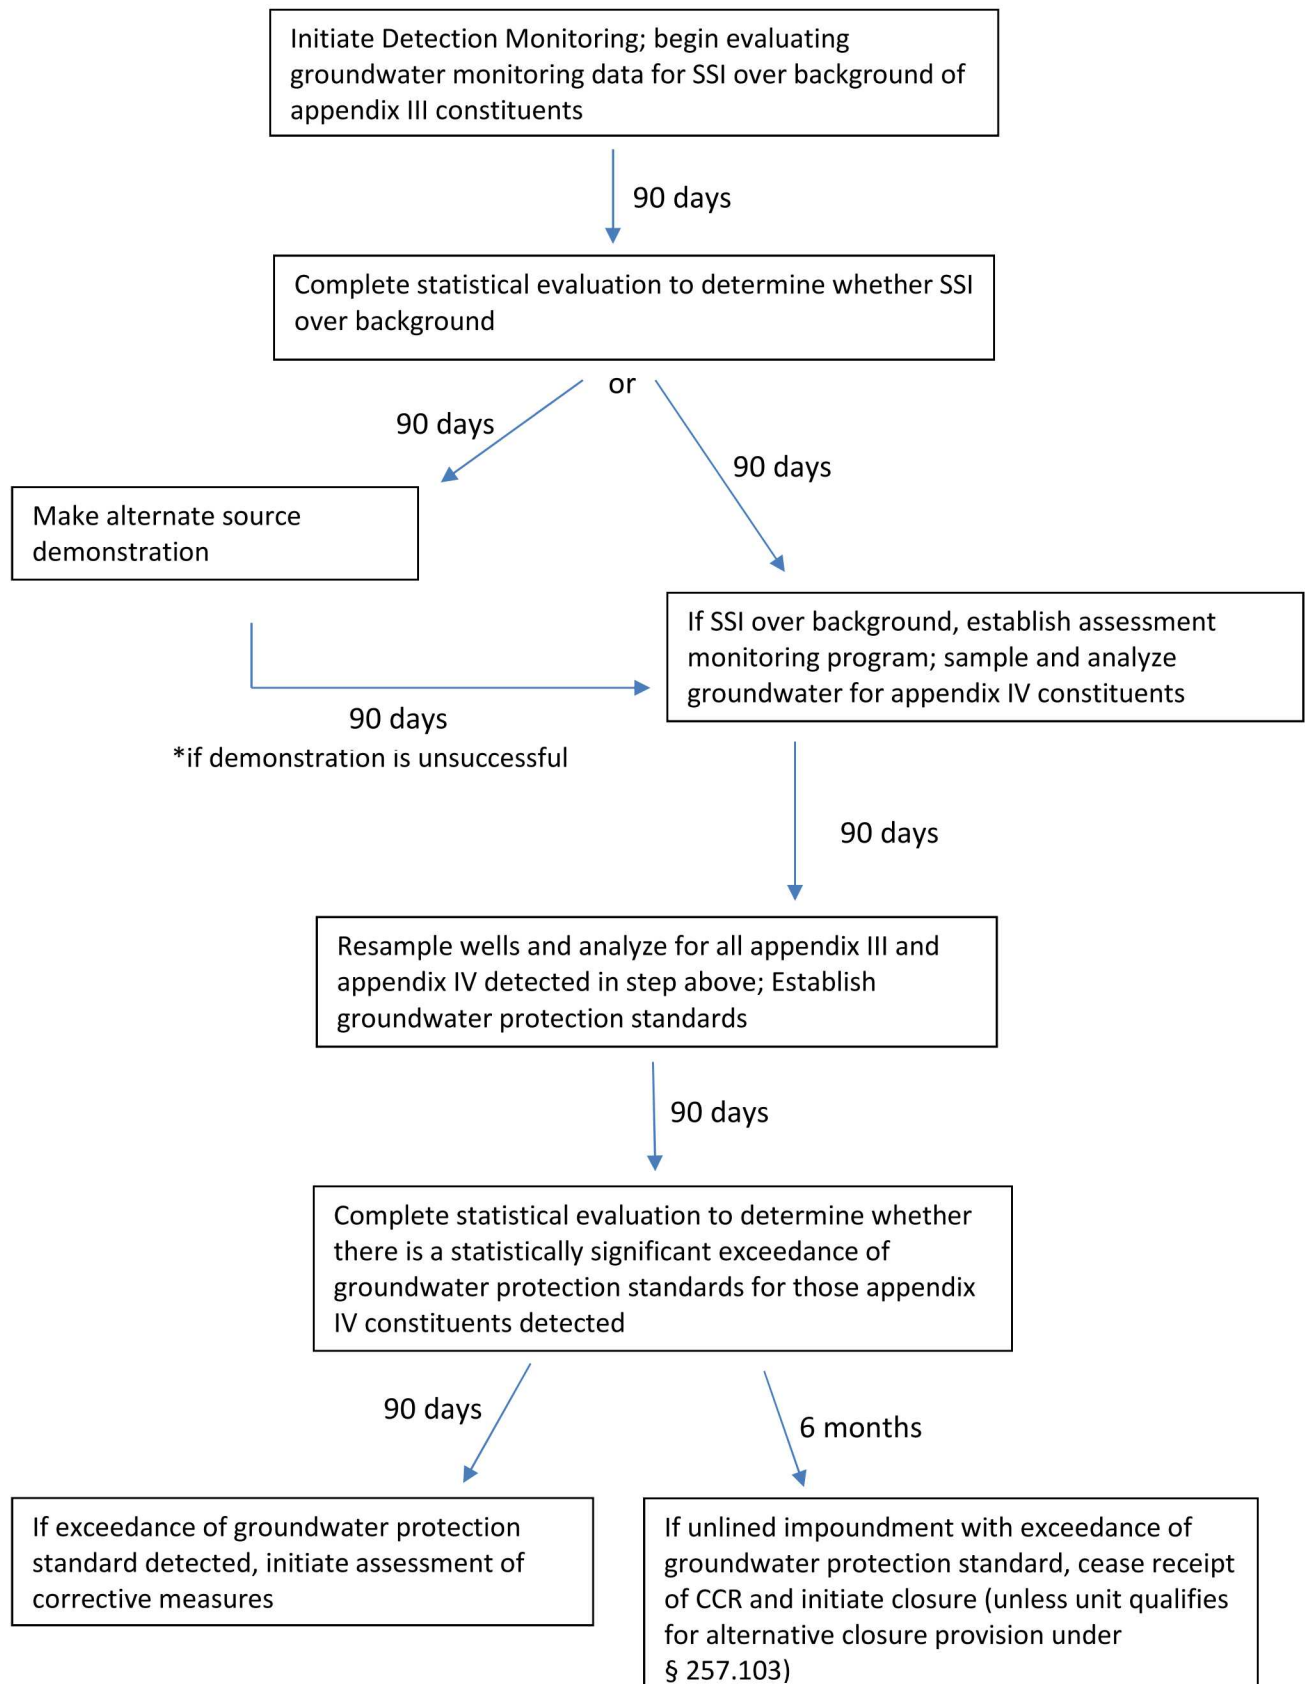 Initiate Detection Monitoring; begin evaluating
groundwater monitoring data for SSI over background of
appendix III constituents
90 days
Complete statistical evaluation to determine whether SSI
over background
or
90 days
90 days
Make alternate source
demonstration
If SSI over background, establish assessment
monitoring program; sample and analyze
groundwater for appendix IV constituents
90 days
*if demonstration is unsuccessful
90 days
Resample wells and analyze for all appendix III and
appendix IV detected in step above; Establish
groundwater protection standards
90 days
Complete statistical evaluation to determine whether
there is a statistically significant exceedance of
groundwater protection standards for those appendix
IV constituents detected
90 days
6 months
If exceedance of groundwater protection
standard detected, initiate assessment of
corrective measures
If unlined impoundment with exceedance of
groundwater protection standard, cease receipt
of CCR and initiate closure (unless unit qualifies
for alternative closure provision under
§ 257.103)